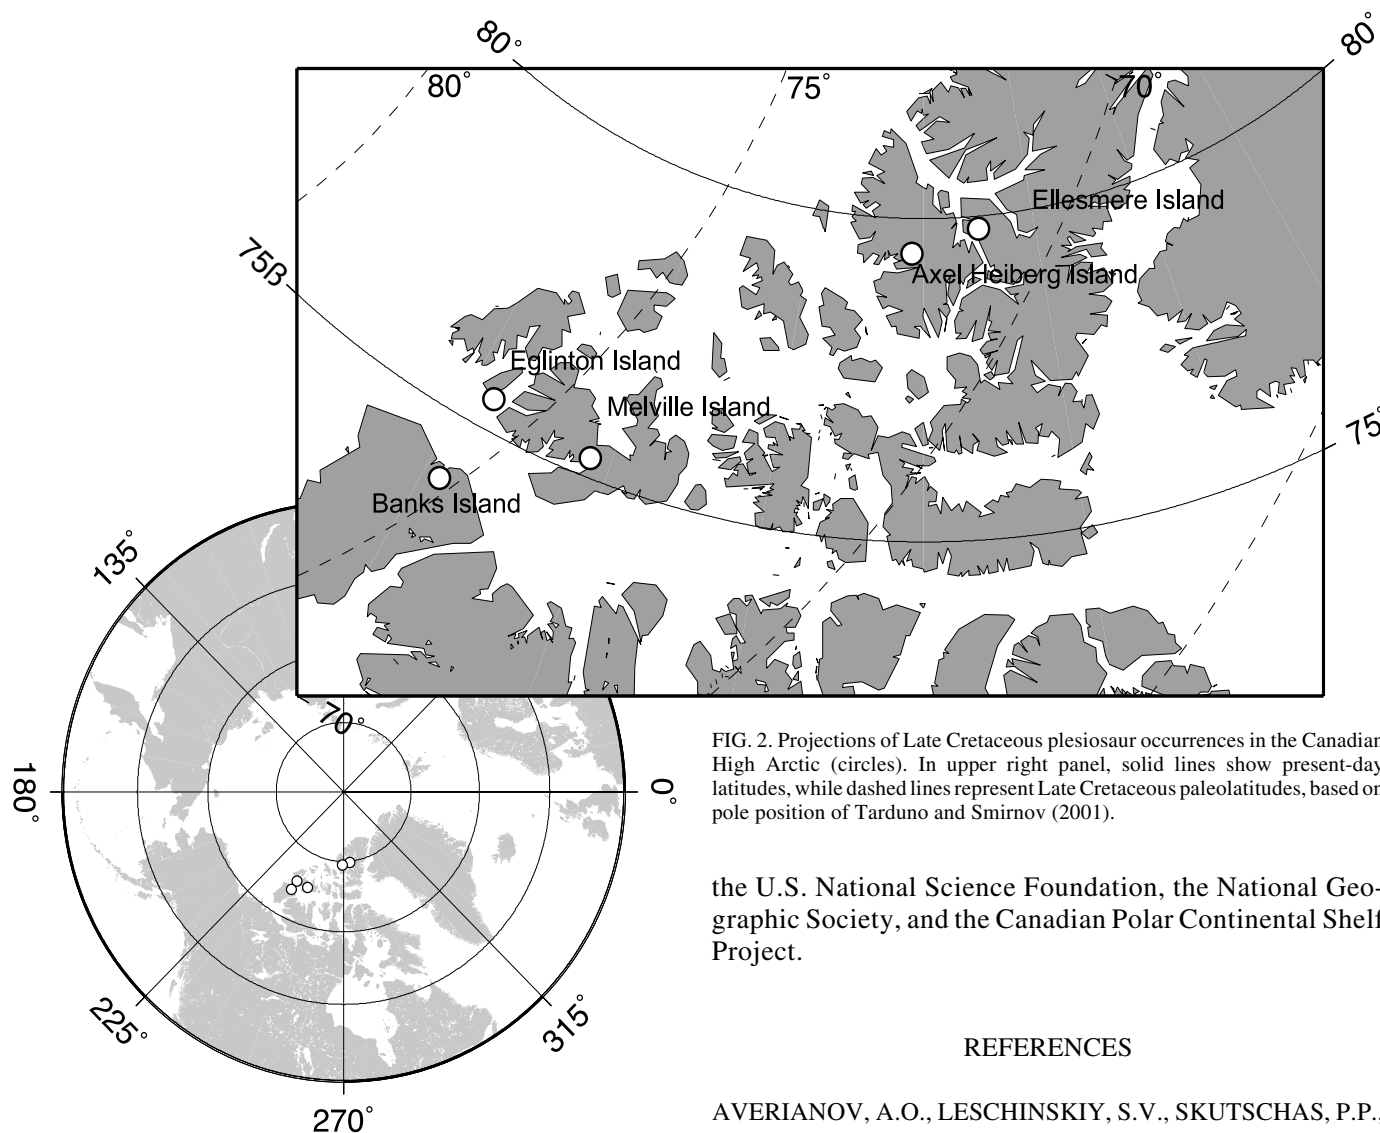 80°
80°
80°
75°
70°
Ellesmere Island
75ß
Axel Heiberg Island
Eglinton Island
Melville Island
75°
Banks Island
135°
70°
180°
0°
225°
315°
270°
FIG. 2. Projections of Late Cretaceous plesiosaur occurrences in the Canadian
High Arctic (circles). In upper right panel, solid lines show present-day
latitudes, while dashed lines represent Late Cretaceous paleolatitudes, based on
pole position of Tarduno and Smirnov (2001).
the U.S. National Science Foundation, the National Geo-
graphic Society, and the Canadian Polar Continental Shelf
Project.
REFERENCES
AVERIANOV, A.O., LESCHINSKIY, S.V., SKUTSCHAS, P.P.,